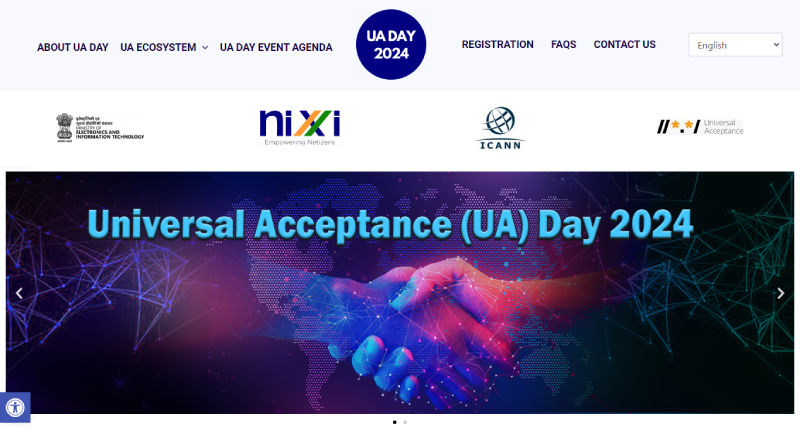 ABOUT UA DAY
UA ECOSYSTEM
UA DAY EVENT AGENDA
UA DAY
2024
REGISTRATION
FAQS
CONTACT US
English
MINISTRY OF
ELECTRONICS AND
INFORMATION TECHNOLOGY
nixi
Empowering Netizens
ICANN
//*.*/ Universal
Acceptance
Universal Acceptance (UA) Day 2024